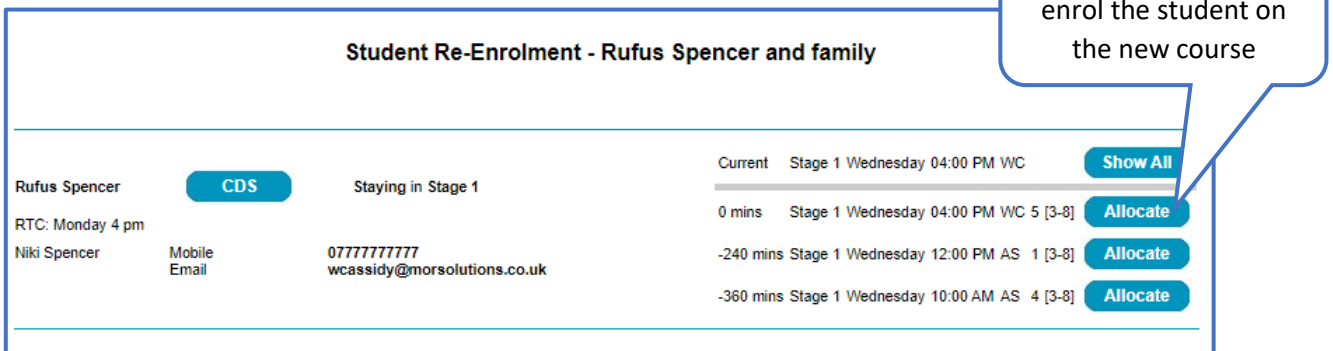 enrol the student on
the new course
Student Re-Enrolment - Rufus Spencer and family
Current Stage 1 Wednesday 04:00 PM WC Show All
Rufus Spencer CDS Staying in Stage 1
0 mins Stage 1 Wednesday 04:00 PM WC 5 [3-8] Allocate
RTC: Monday 4 pm
Niki Spencer Mobile 07777777777
Email wcassidy@morsolutions.co.uk
-240 mins Stage 1 Wednesday 12:00 PM AS 1 [3-8] Allocate
-360 mins Stage 1 Wednesday 10:00 AM AS 4 [3-8] Allocate